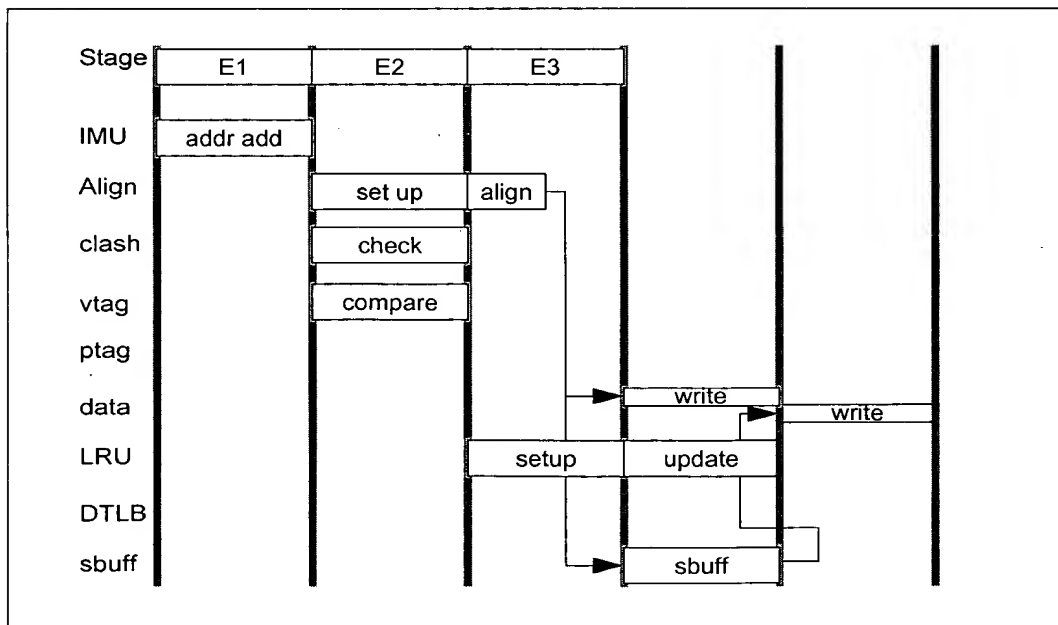 Stage E1 E2 E3
IMU addr add
Align set up align
clash check
vtag compare
ptag
write
data write
LRU setup update
DTLB
sbuff sbuff